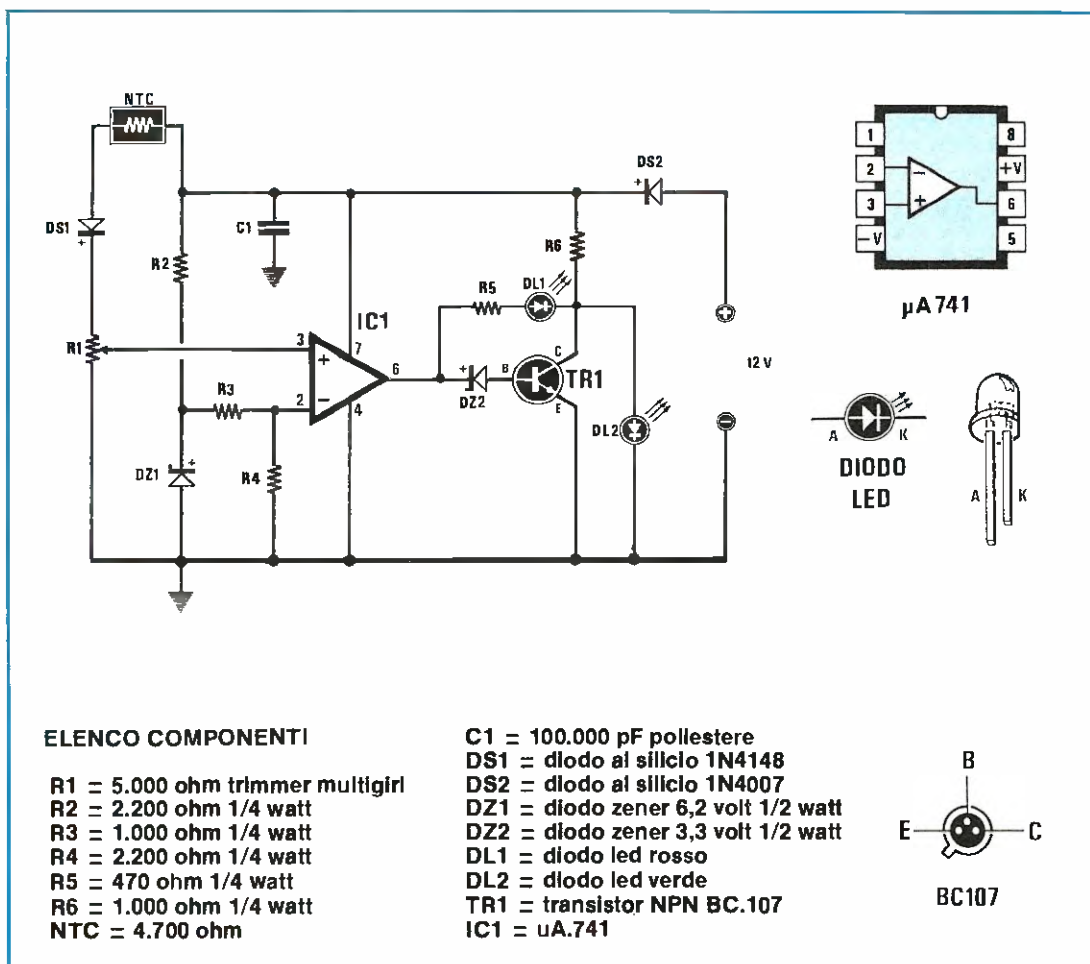 NTC
DS2
DS1
C1
R2
R6
R5
DL1
IC1
R1
3
7
6
C
B
TR1
12 V
R3
2
4
DZ2
E
DL2
DZ1
R4
1
8
2
+V
3
6
–V
5
µA741
A
K
DIODO
LED
A
K
ELENCO COMPONENTI
R1 = 5.000 ohm trimmer multigiri
R2 = 2.200 ohm 1/4 watt
R3 = 1.000 ohm 1/4 watt
R4 = 2.200 ohm 1/4 watt
R5 = 470 ohm 1/4 watt
R6 = 1.000 ohm 1/4 watt
NTC = 4.700 ohm
C1 = 100.000 pF poliestere
DS1 = diodo al silicio 1N4148
DS2 = diodo al silicio 1N4007
DZ1 = diodo zener 6,2 volt 1/2 watt
DZ2 = diodo zener 3,3 volt 1/2 watt
DL1 = diodo led rosso
DL2 = diodo led verde
TR1 = transistor NPN BC.107
IC1 = uA.741
B
E
C
BC107